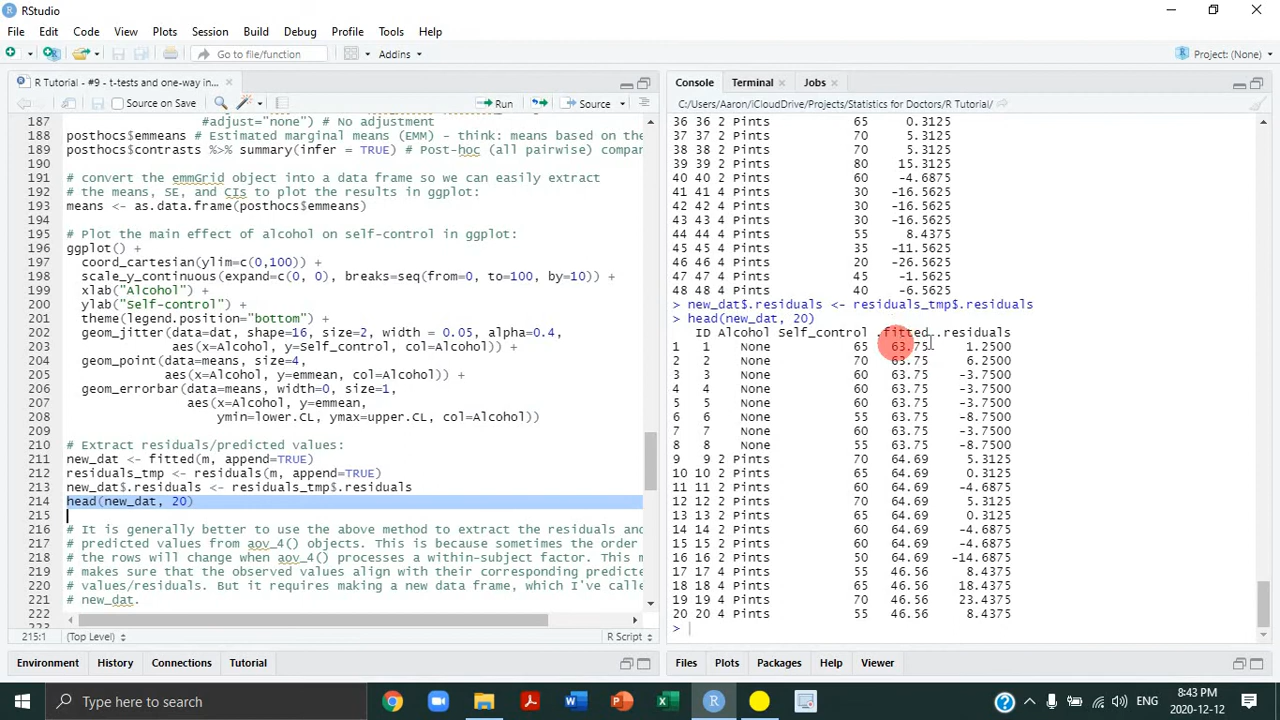 RStudio
File Edit Code View Plots Session Build Debug Profile Tools Help
Go to file/function
Addins
Project: (None)
R Tutorial - #9 - t-tests and one-way in...
Source on Save
Run
Source
187 #adjust="none") # No adjustment
188 posthocs$emmeans # Estimated marginal means (EMM) - think: means based on the
189 posthocs$contrasts %>% summary(infer = TRUE) # Post-hoc (all pairwise) compan
190
191 # convert the emmGrid object into a data frame so we can easily extract
192 # the means, SE, and CIs to plot the results in ggplot:
193 means <- as.data.frame(posthocs$emmeans)
194
195 # Plot the main effect of alcohol on self-control in ggplot:
196 ggplot() +
197 coord_cartesian(ylim=c(0,100)) +
198 scale_y_continuous(expand=c(0, 0), breaks=seq(from=0, to=100, by=10)) +
199 xlab("Alcohol") +
200 ylab("Self-control") +
201 theme(legend.position="bottom") +
202 geom_jitter(data=dat, shape=16, size=2, width = 0.05, alpha=0.4,
203 aes(x=Alcohol, y=Self_control, col=Alcohol)) +
204 geom_point(data=means, size=4,
205 aes(x=Alcohol, y=emmean, col=Alcohol)) +
206 geom_errorbar(data=means, width=0, size=1,
207 aes(x=Alcohol, y=emmean,
208 ymin=lower.CL, ymax=upper.CL, col=Alcohol))
209
210 # Extract residuals/predicted values:
211 new_dat <- fitted(m, append=TRUE)
212 residuals_tmp <- residuals(m, append=TRUE)
213 new_dat$.residuals <- residuals_tmp$.residuals
214 head(new_dat, 20)
215
216 # It is generally better to use the above method to extract the residuals and
217 # predicted values from aov_4() objects. This is because sometimes the order
218 # the rows will change when aov_4() processes a within-subject factor. This m
219 # makes sure that the observed values align with their corresponding predicte
220 # values/residuals. But it requires making a new data frame, which I've calle
221 # new_dat.
222
223
215:1 (Top Level) R Script
Environment History Connections Tutorial
Console Terminal Jobs
C:/Users/Aaron/iCloudDrive/Projects/Statistics for Doctors/R Tutorial/
36 36 2 Pints 65 0.3125
37 37 2 Pints 70 5.3125
38 38 2 Pints 70 5.3125
39 39 2 Pints 80 15.3125
40 40 2 Pints 60 -4.6875
41 41 4 Pints 30 -16.5625
42 42 4 Pints 30 -16.5625
43 43 4 Pints 30 -16.5625
44 44 4 Pints 55 8.4375
45 45 4 Pints 35 -11.5625
46 46 4 Pints 20 -26.5625
47 47 4 Pints 45 -1.5625
48 48 4 Pints 40 -6.5625
> new_dat$.residuals <- residuals_tmp$.residuals
> head(new_dat, 20)
ID Alcohol Self_control .fitted .residuals
1 1 None 65 63.75 1.2500
2 2 None 70 63.75 6.2500
3 3 None 60 63.75 -3.7500
4 4 None 60 63.75 -3.7500
5 5 None 60 63.75 -3.7500
6 6 None 55 63.75 -8.7500
7 7 None 60 63.75 -3.7500
8 8 None 55 63.75 -8.7500
9 9 2 Pints 70 64.69 5.3125
10 10 2 Pints 65 64.69 0.3125
11 11 2 Pints 60 64.69 -4.6875
12 12 2 Pints 70 64.69 5.3125
13 13 2 Pints 65 64.69 0.3125
14 14 2 Pints 60 64.69 -4.6875
15 15 2 Pints 60 64.69 -4.6875
16 16 2 Pints 50 64.69 -14.6875
17 17 4 Pints 55 46.56 8.4375
18 18 4 Pints 65 46.56 18.4375
19 19 4 Pints 70 46.56 23.4375
20 20 4 Pints 55 46.56 8.4375
>
Files Plots Packages Help Viewer
Type here to search
ENG
8:43 PM
2020-12-12